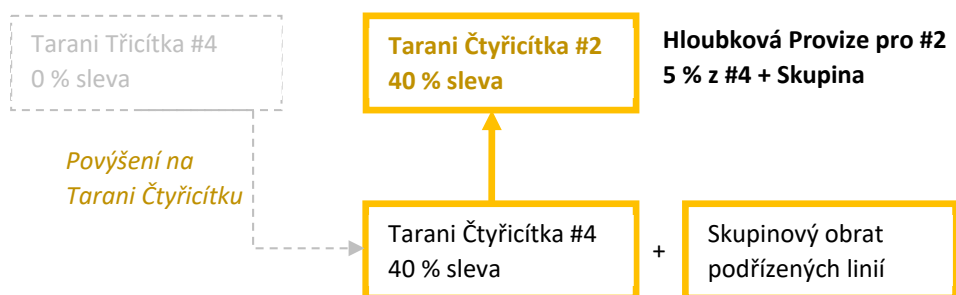 Tarani Třicítka #4
0 % sleva
Tarani Čtyřicítka #2
40 % sleva
Hloubková Provize pro #2
5 % z #4 + Skupina
Povýšení na
Tarani Čtyřicítku
Tarani Čtyřicítka #4
40 % sleva
+
Skupinový obrat
podřízených linií